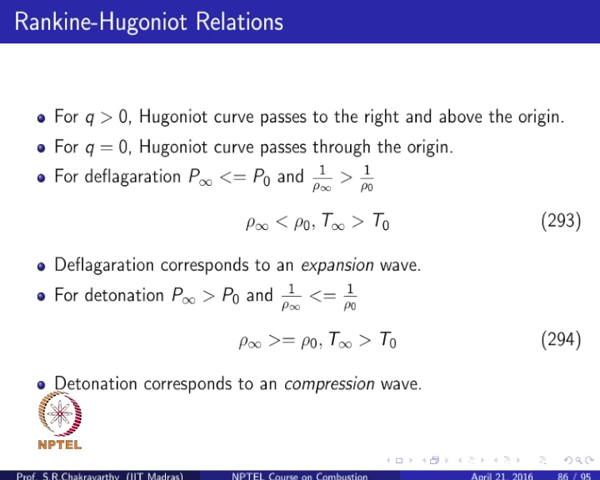 Rankine-Hugoniot Relations
• For q > 0, Hugoniot curve passes to the right and above the origin.
• For q = 0, Hugoniot curve passes through the origin.
• For deflagaration P∞ <= P₀ and 1/ρ∞ > 1/ρ₀
ρ∞ < ρ₀, T∞ > T₀ (293)
• Deflagaration corresponds to an expansion wave.
• For detonation P∞ > P₀ and 1/ρ∞ <= 1/ρ₀
ρ∞ >= ρ₀, T∞ > T₀ (294)
• Detonation corresponds to an compression wave.
NPTEL
Prof. S.R.Chakravarthy (IIT Madras) NPTEL Course on Combustion April 21, 2016 86 / 95